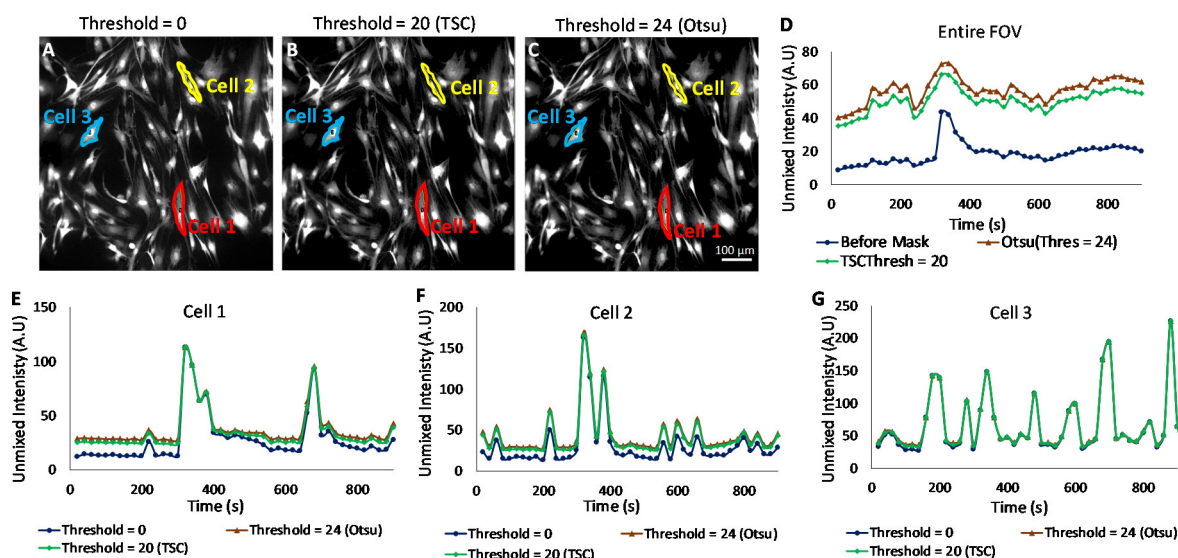 Threshold = 0
Threshold = 20 (TSC)
Threshold = 24 (Otsu)
A
Cell 2
Cell 3
Cell 1
B
Cell 2
Cell 3
Cell 1
C
Cell 2
Cell 3
Cell 1
100 µm
D
Entire FOV
Unmixed Intenisty (A.U)
80
60
40
20
0
0 200 400 600 800
Time (s)
Before Mask
Otsu(Thres = 24)
TSCThresh = 20
E
Cell 1
Unmixed Intenisty (A.U)
150
100
50
0
0 200 400 600 800
Time (s)
Threshold = 0
Threshold = 24 (Otsu)
Threshold = 20 (TSC)
F
Cell 2
Unmixed Intenisty (A.U)
200
150
100
50
0
0 200 400 600 800
Time (s)
Threshold = 0
Threshold = 24 (Otsu)
Threshold = 20 (TSC)
G
Cell 3
Unmixed Intenisty (A.U)
250
200
150
100
50
0
0 200 400 600 800
Time (s)
Threshold = 0
Threshold = 24 (Otsu)
Threshold = 20 (TSC)